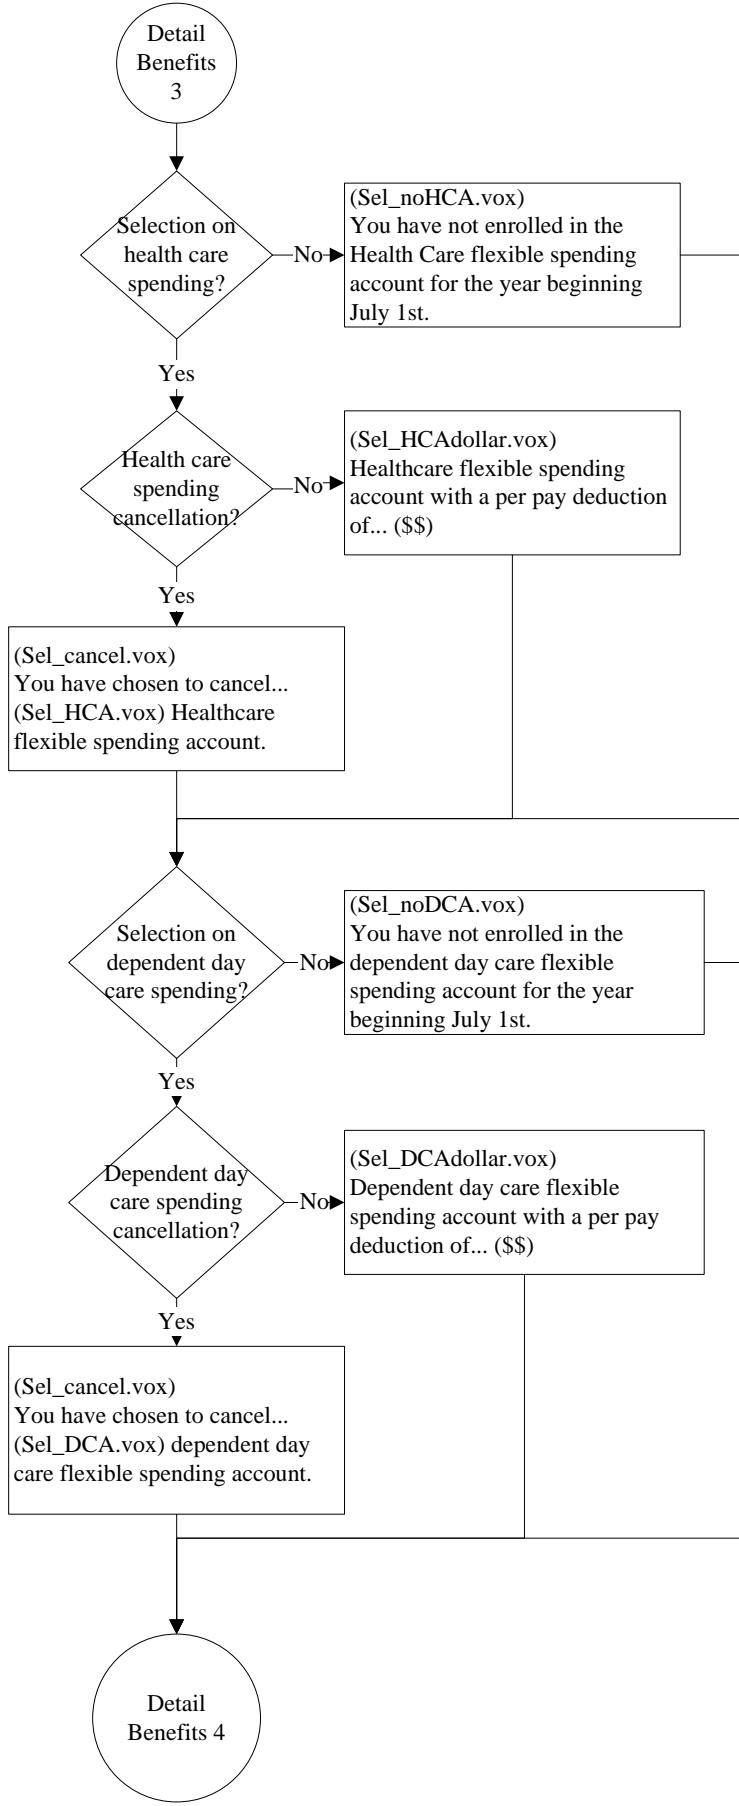 Detail
Benefits
3
Selection on
health care
spending?
No
(Sel_noHCA.vox)
You have not enrolled in the
Health Care flexible spending
account for the year beginning
July 1st.
Yes
Health care
spending
cancellation?
No
(Sel_HCAdollar.vox)
Healthcare flexible spending
account with a per pay deduction
of... ($$)
Yes
(Sel_cancel.vox)
You have chosen to cancel...
(Sel_HCA.vox) Healthcare
flexible spending account.
Selection on
dependent day
care spending?
No
(Sel_noDCA.vox)
You have not enrolled in the
dependent day care flexible
spending account for the year
beginning July 1st.
Yes
Dependent day
care spending
cancellation?
No
(Sel_DCAdollar.vox)
Dependent day care flexible
spending account with a per pay
deduction of... ($$)
Yes
(Sel_cancel.vox)
You have chosen to cancel...
(Sel_DCA.vox) dependent day
care flexible spending account.
Detail
Benefits 4